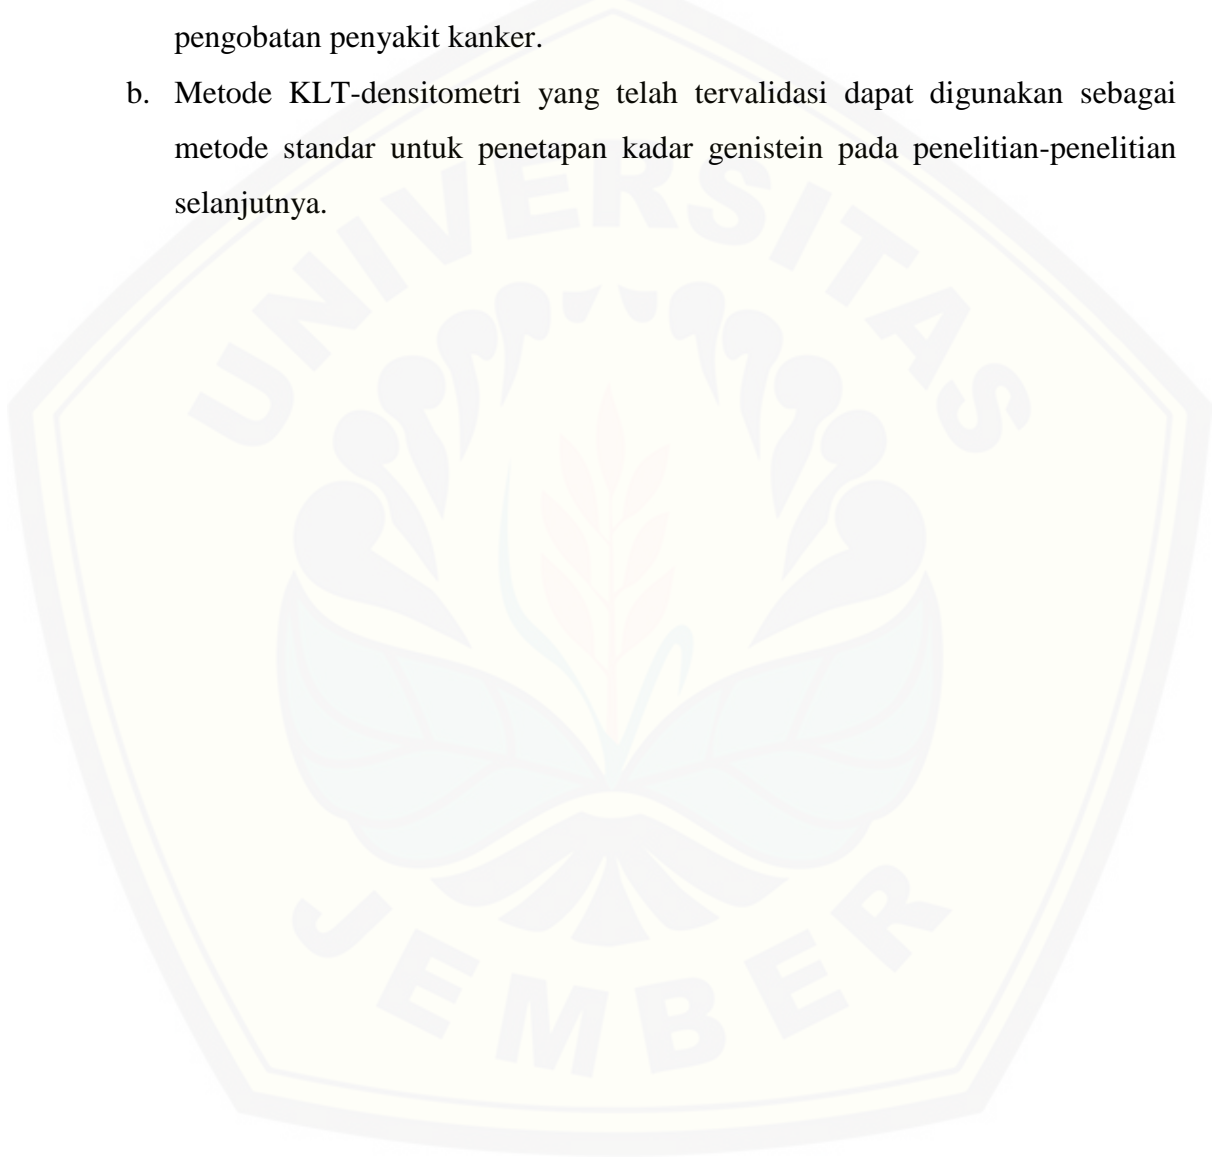 pengobatan penyakit kanker.
b. Metode KLT-densitometri yang telah tervalidasi dapat digunakan sebagai
metode standar untuk penetapan kadar genistein pada penelitian-penelitian
selanjutnya.
UNIVERSITAS
JEMBER